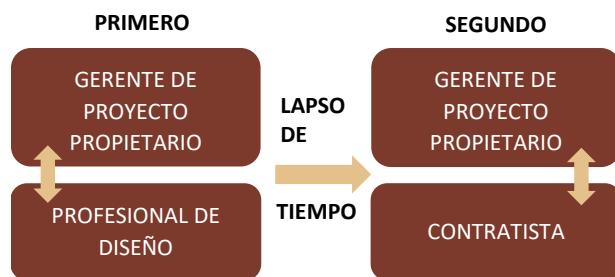 PRIMERO
GERENTE DE
PROYECTO
PROPIETARIO
PROFESIONAL DE
DISEÑO
LAPSO
DE
TIEMPO
SEGUNDO
GERENTE DE
PROYECTO
PROPIETARIO
CONTRATISTA